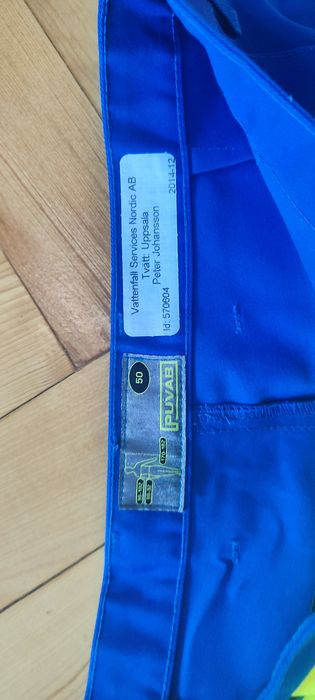 Vattenfall Services Nordic AB
Tvätt: Uppsala
Peter Johansson
Id: 570604
2014-12
50
PUVAB